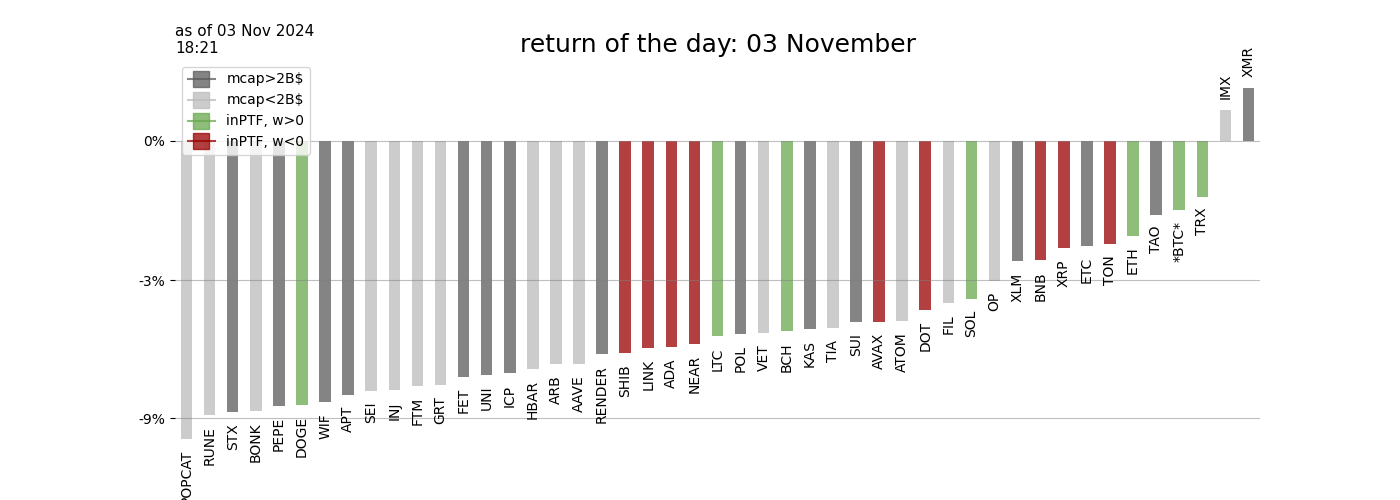 as of 03 Nov 2024
18:21
return of the day: 03 November
mcap>2B$
mcap<2B$
inPTF, w>0
inPTF, w<0
0%
-3%
-9%
POPCAT
RUNE
STX
BONK
PEPE
DOGE
WIF
APT
SEI
INJ
FTM
GRT
FET
UNI
ICP
HBAR
ARB
AAVE
RENDER
SHIB
LINK
ADA
NEAR
LTC
POL
VET
BCH
KAS
TIA
SUI
AVAX
ATOM
DOT
FIL
SOL
OP
XLM
BNB
XRP
ETC
TON
ETH
TAO
*BTC*
TRX
IMX
XMR